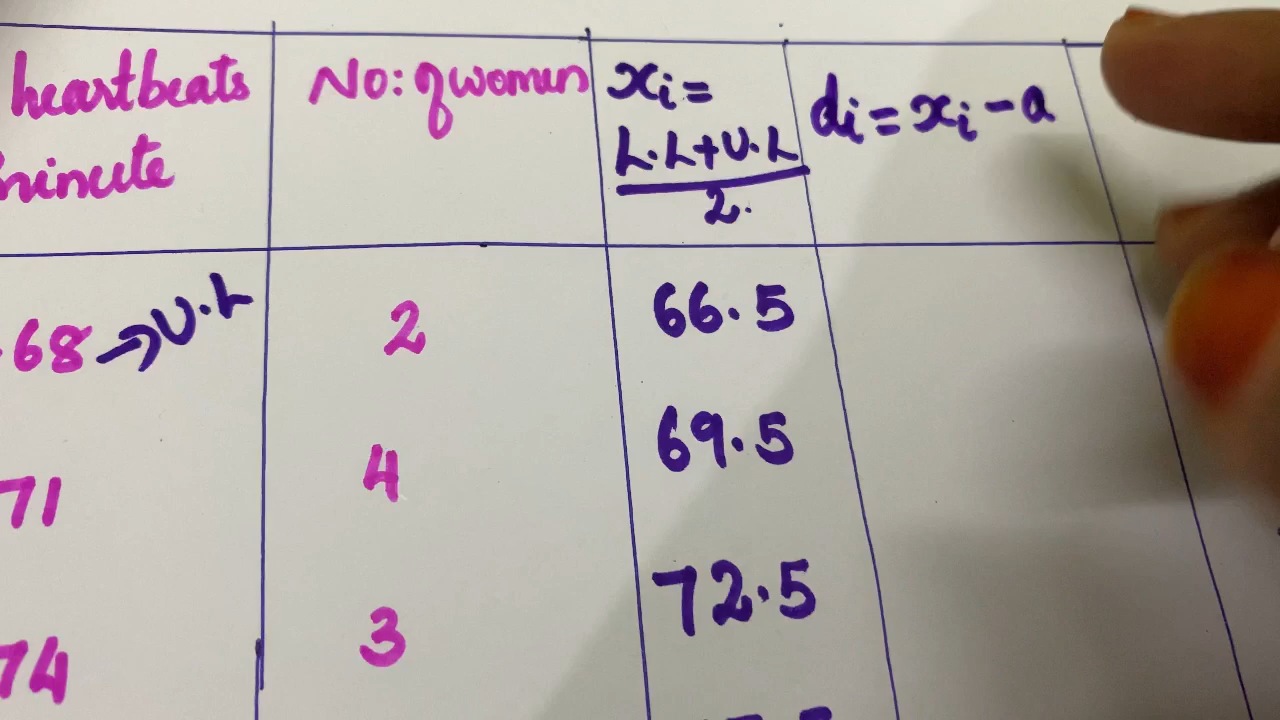 heartbeats
minute
No: of women
xi =
L.L+U.L
2.
di = xi - a
68 → U.L
2
66.5
71
4
69.5
74
3
72.5